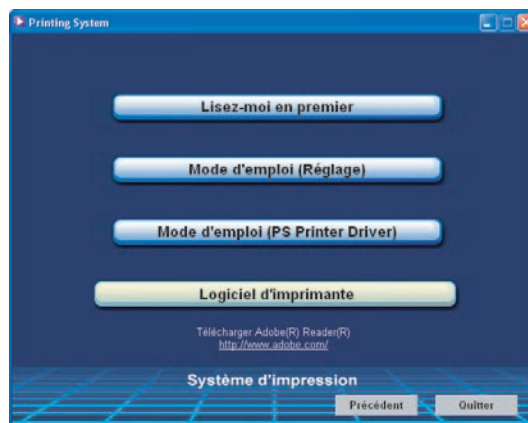 Printing System
Lisez-moi en premier
Mode d'emploi (Réglage)
Mode d'emploi (PS Printer Driver)
Logiciel d'imprimante
Télécharger Adobe(R) Reader(R)
http://www.adobe.com/
Système d'impression
Précédent
Quitter